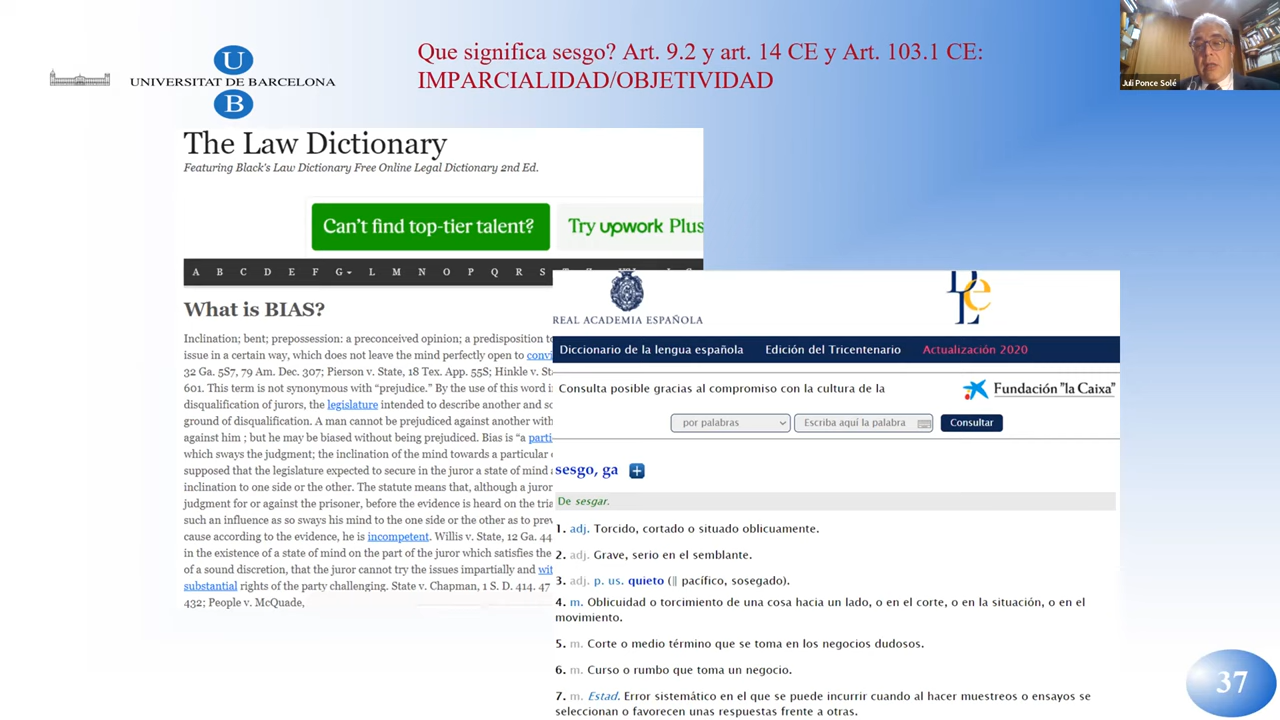 Que significa sesgo? Art. 9.2 y art. 14 CE y Art. 103.1 CE:
IMPARCIALIDAD/OBJETIVIDAD
U
UNIVERSITAT DE BARCELONA
B
Juli Ponce Solé
The Law Dictionary
Featuring Black's Law Dictionary Free Online Legal Dictionary 2nd Ed.
Can't find top-tier talent?
Try upwork Plus
A B C D E F G L M N O P Q R S
What is BIAS?
Inclination; bent; prepossession: a preconceived opinion; a predisposition to
issue in a certain way, which does not leave the mind perfectly open to
32 Ga. 5S7, 79 Am. Dec. 307; Pierson v. State, 18 Tex. App. 55S; Hinkle v.
601. This term is not synonymous with “prejudice.” By the use of this word
disqualification of jurors, the legislature intended to describe another and
ground of disqualification. A man cannot be prejudiced against another
against him ; but he may be biased without being prejudiced. Bias is “a
which sways the judgment; the inclination of the mind towards a particular
supposed that the legislature expected to secure in the juror a state of mind
inclination to one side or the other. The statute means that, although a
judgment for or against the prisoner, before the evidence is heard on the
such an influence as so sways his mind to the one side or the other as to
cause according to the evidence, he is incompetent. Willis v. State, 12 Ga. 44
in the existence of a state of mind on the part of the juror which satisfies the
of a sound discretion, that the juror cannot try the issues impartially and
substantial rights of the party challenging. State v. Chapman, 1 S. D. 414. 47
432; People v. McQuade,
REAL ACADEMIA ESPAÑOLA
DLe
Diccionario de la lengua española Edición del Tricentenario Actualización 2020
Consulta posible gracias al compromiso con la cultura de la
Fundación "la Caixa"
por palabras Escriba aquí la palabra Consultar
sesgo, ga +
De sesgar.
1. adj. Torcido, cortado o situado oblicuamente.
2. adj. Grave, serio en el semblante.
3. adj. p. us. quieto (‖ pacífico, sosegado).
4. m. Oblicuidad o torcimiento de una cosa hacia un lado, o en el corte, o en la situación, o en el
movimiento.
5. m. Corte o medio término que se toma en los negocios dudosos.
6. m. Curso o rumbo que toma un negocio.
7. m. Estad. Error sistemático en el que se puede incurrir cuando al hacer muestreos o ensayos se
seleccionan o favorecen unas respuestas frente a otras.
37